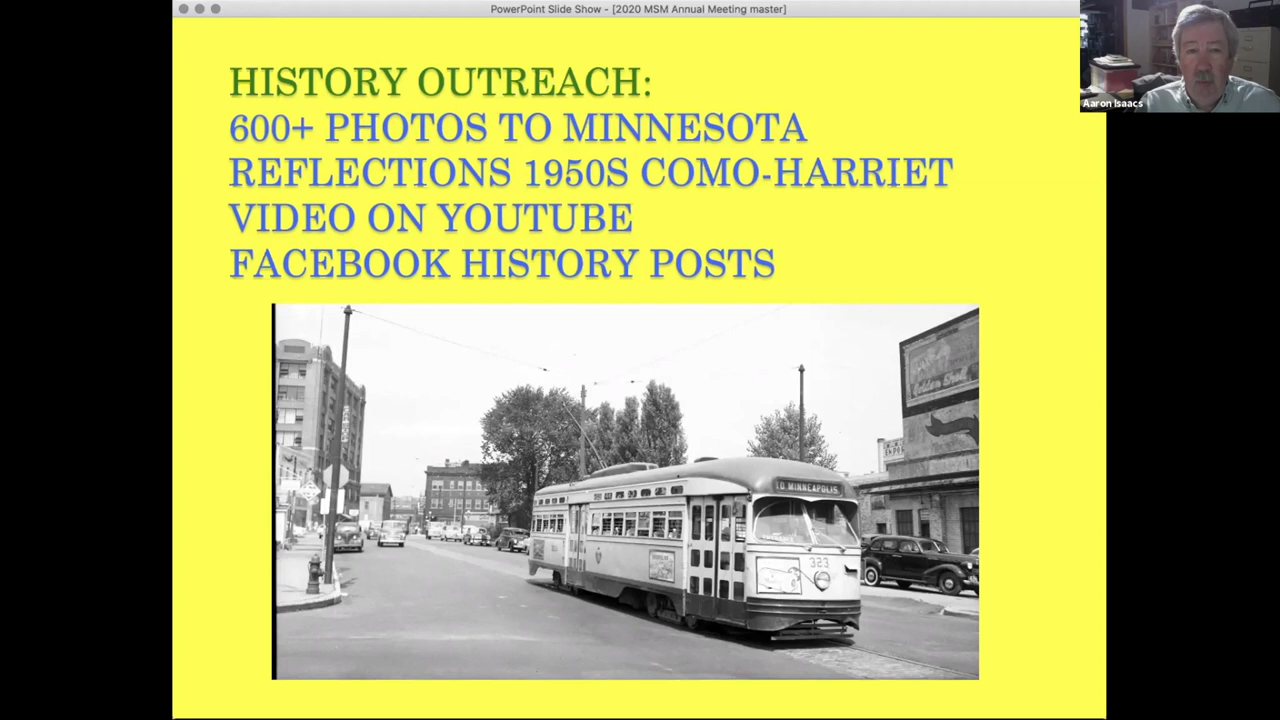 PowerPoint Slide Show - [2020 MSM Annual Meeting master]
Aaron Isaacs
HISTORY OUTREACH:
600+ PHOTOS TO MINNESOTA
REFLECTIONS 1950S COMO-HARRIET
VIDEO ON YOUTUBE
FACEBOOK HISTORY POSTS
TO MINNEAPOLIS
323